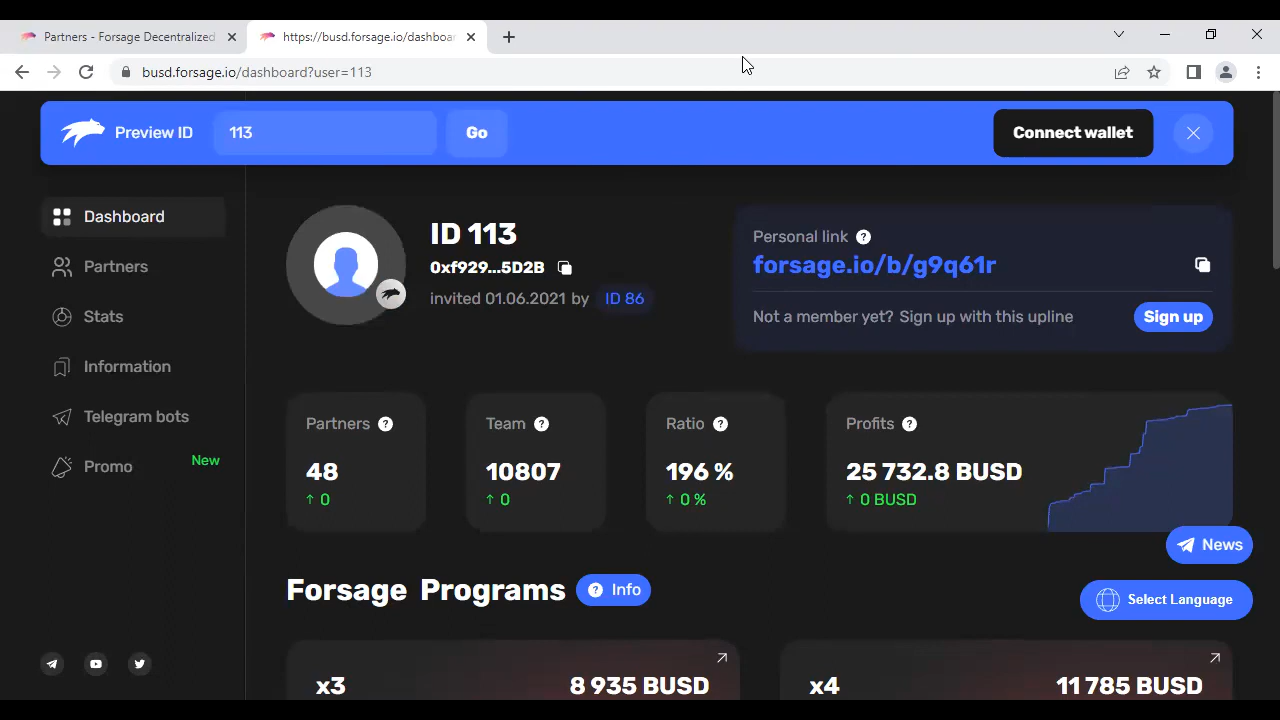 Partners - Forsage Decentralized
https://busd.forsage.io/dashboa
busd.forsage.io/dashboard?user=113
Preview ID 113 Go Connect wallet
Dashboard
Partners
Stats
Information
Telegram bots
Promo New
ID 113
0xf929...5D2B
invited 01.06.2021 by ID 86
Personal link ?
forsage.io/b/g9q61r
Not a member yet? Sign up with this upline Sign up
Partners ?
48
↑ 0
Team ?
10807
↑ 0
Ratio ?
196 %
↑ 0 %
Profits ?
25 732.8 BUSD
↑ 0 BUSD
News
Forsage Programs ? Info
Select Language
x3 8 935 BUSD
x4 11 785 BUSD